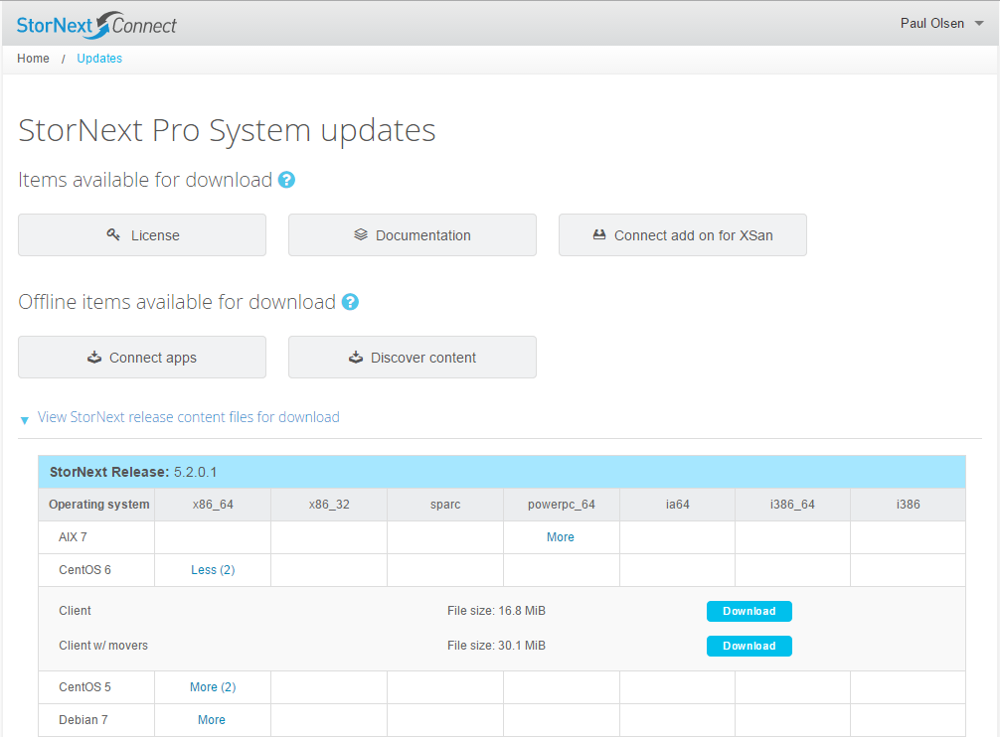 StorNext Connect
Paul Olsen
Home / Updates
StorNext Pro System updates
Items available for download ?
License
Documentation
Connect add on for XSan
Offline items available for download ?
Connect apps
Discover content
View StorNext release content files for download
StorNext Release: 5.2.0.1
Operating system x86_64 x86_32 sparc powerpc_64 ia64 i386_64 i386
AIX 7 More
CentOS 6 Less (2)
Client File size: 16.8 MiB Download
Client w/ movers File size: 30.1 MiB Download
CentOS 5 More (2)
Debian 7 More